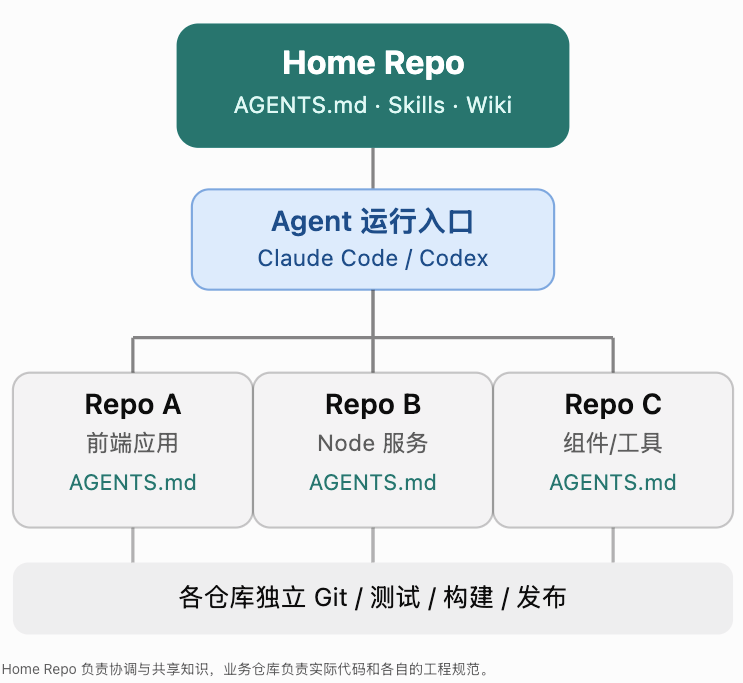 Home Repo
AGENTS.md · Skills · Wiki
Agent 运行入口
Claude Code / Codex
Repo A
前端应用
AGENTS.md
Repo B
Node 服务
AGENTS.md
Repo C
组件/工具
AGENTS.md
各仓库独立 Git / 测试 / 构建 / 发布
Home Repo 负责协调与共享知识，业务仓库负责实际代码和各自的工程规范。